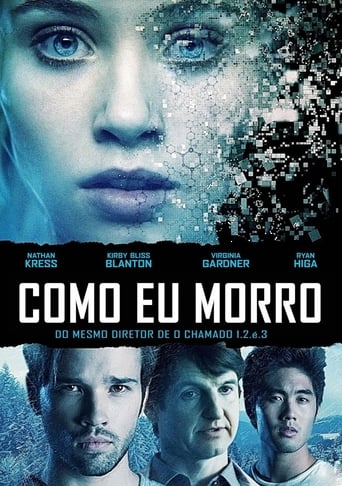 NATHAN KRESS
KIRBY BLISS BLANTON
VIRGINIA GARDNER
RYAN HIGA
COMO EU MORRO
DO MESMO DIRETOR DE O CHAMADO 1,2,é,3